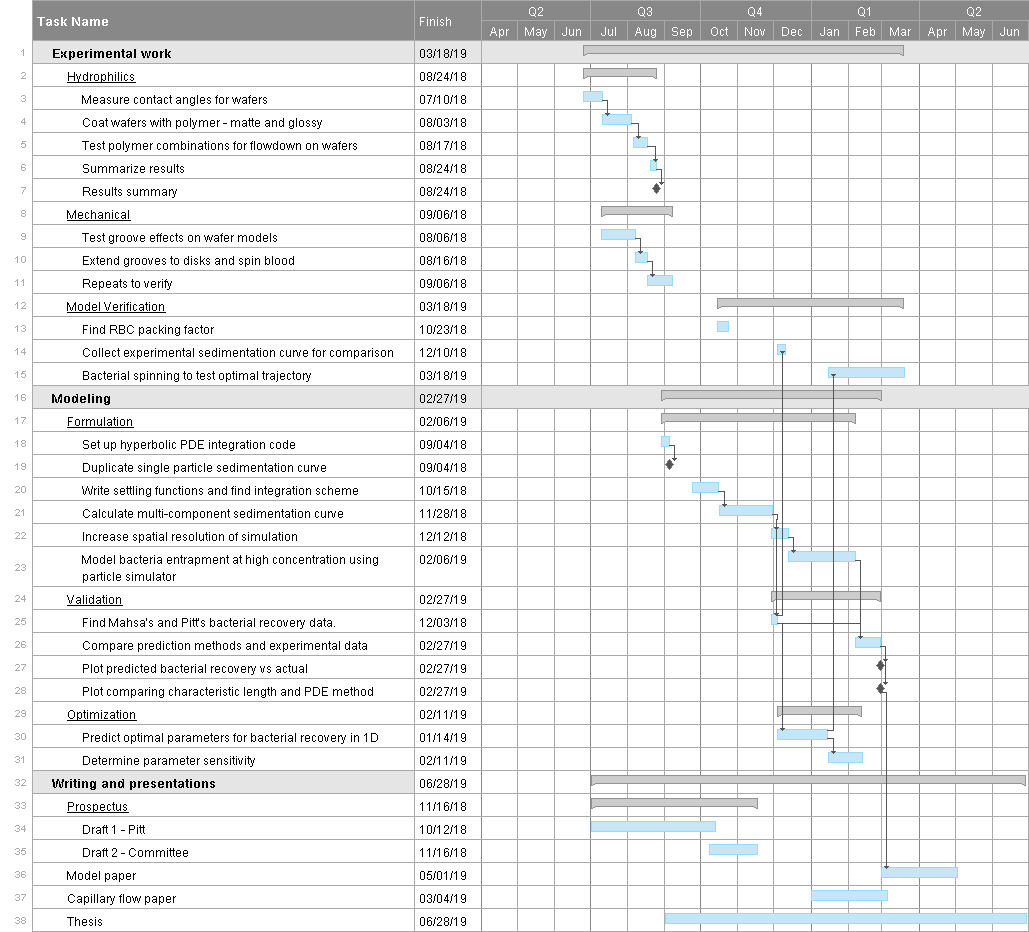 Q2 Q3 Q4 Q1 Q2
Task Name Finish
Apr May Jun Jul Aug Sep Oct Nov Dec Jan Feb Mar Apr May Jun
1 Experimental work 03/18/19
2 Hydrophilics 08/24/18
3 Measure contact angles for wafers 07/10/18
4 Coat wafers with polymer - matte and glossy 08/03/18
5 Test polymer combinations for flowdown on wafers 08/17/18
6 Summarize results 08/24/18
7 Results summary 08/24/18
8 Mechanical 09/06/18
9 Test groove effects on wafer models 08/06/18
10 Extend grooves to disks and spin blood 08/16/18
11 Repeats to verify 09/06/18
12 Model Verification 03/18/19
13 Find RBC packing factor 10/23/18
14 Collect experimental sedimentation curve for comparison 12/10/18
15 Bacterial spinning to test optimal trajectory 03/18/19
16 Modeling 02/27/19
17 Formulation 02/06/19
18 Set up hyperbolic PDE integration code 09/04/18
19 Duplicate single particle sedimentation curve 09/04/18
20 Write settling functions and find integration scheme 10/15/18
21 Calculate multi-component sedimentation curve 11/28/18
22 Increase spatial resolution of simulation 12/12/18
23 Model bacteria entrapment at high concentration using 02/06/19
particle simulator
24 Validation 02/27/19
25 Find Mahsa's and Pitt's bacterial recovery data. 12/03/18
26 Compare prediction methods and experimental data 02/27/19
27 Plot predicted bacterial recovery vs actual 02/27/19
28 Plot comparing characteristic length and PDE method 02/27/19
29 Optimization 02/11/19
30 Predict optimal parameters for bacterial recovery in 1D 01/14/19
31 Determine parameter sensitivity 02/11/19
32 Writing and presentations 06/28/19
33 Prospectus 11/16/18
34 Draft 1 - Pitt 10/12/18
35 Draft 2 - Committee 11/16/18
36 Model paper 05/01/19
37 Capillary flow paper 03/04/19
38 Thesis 06/28/19